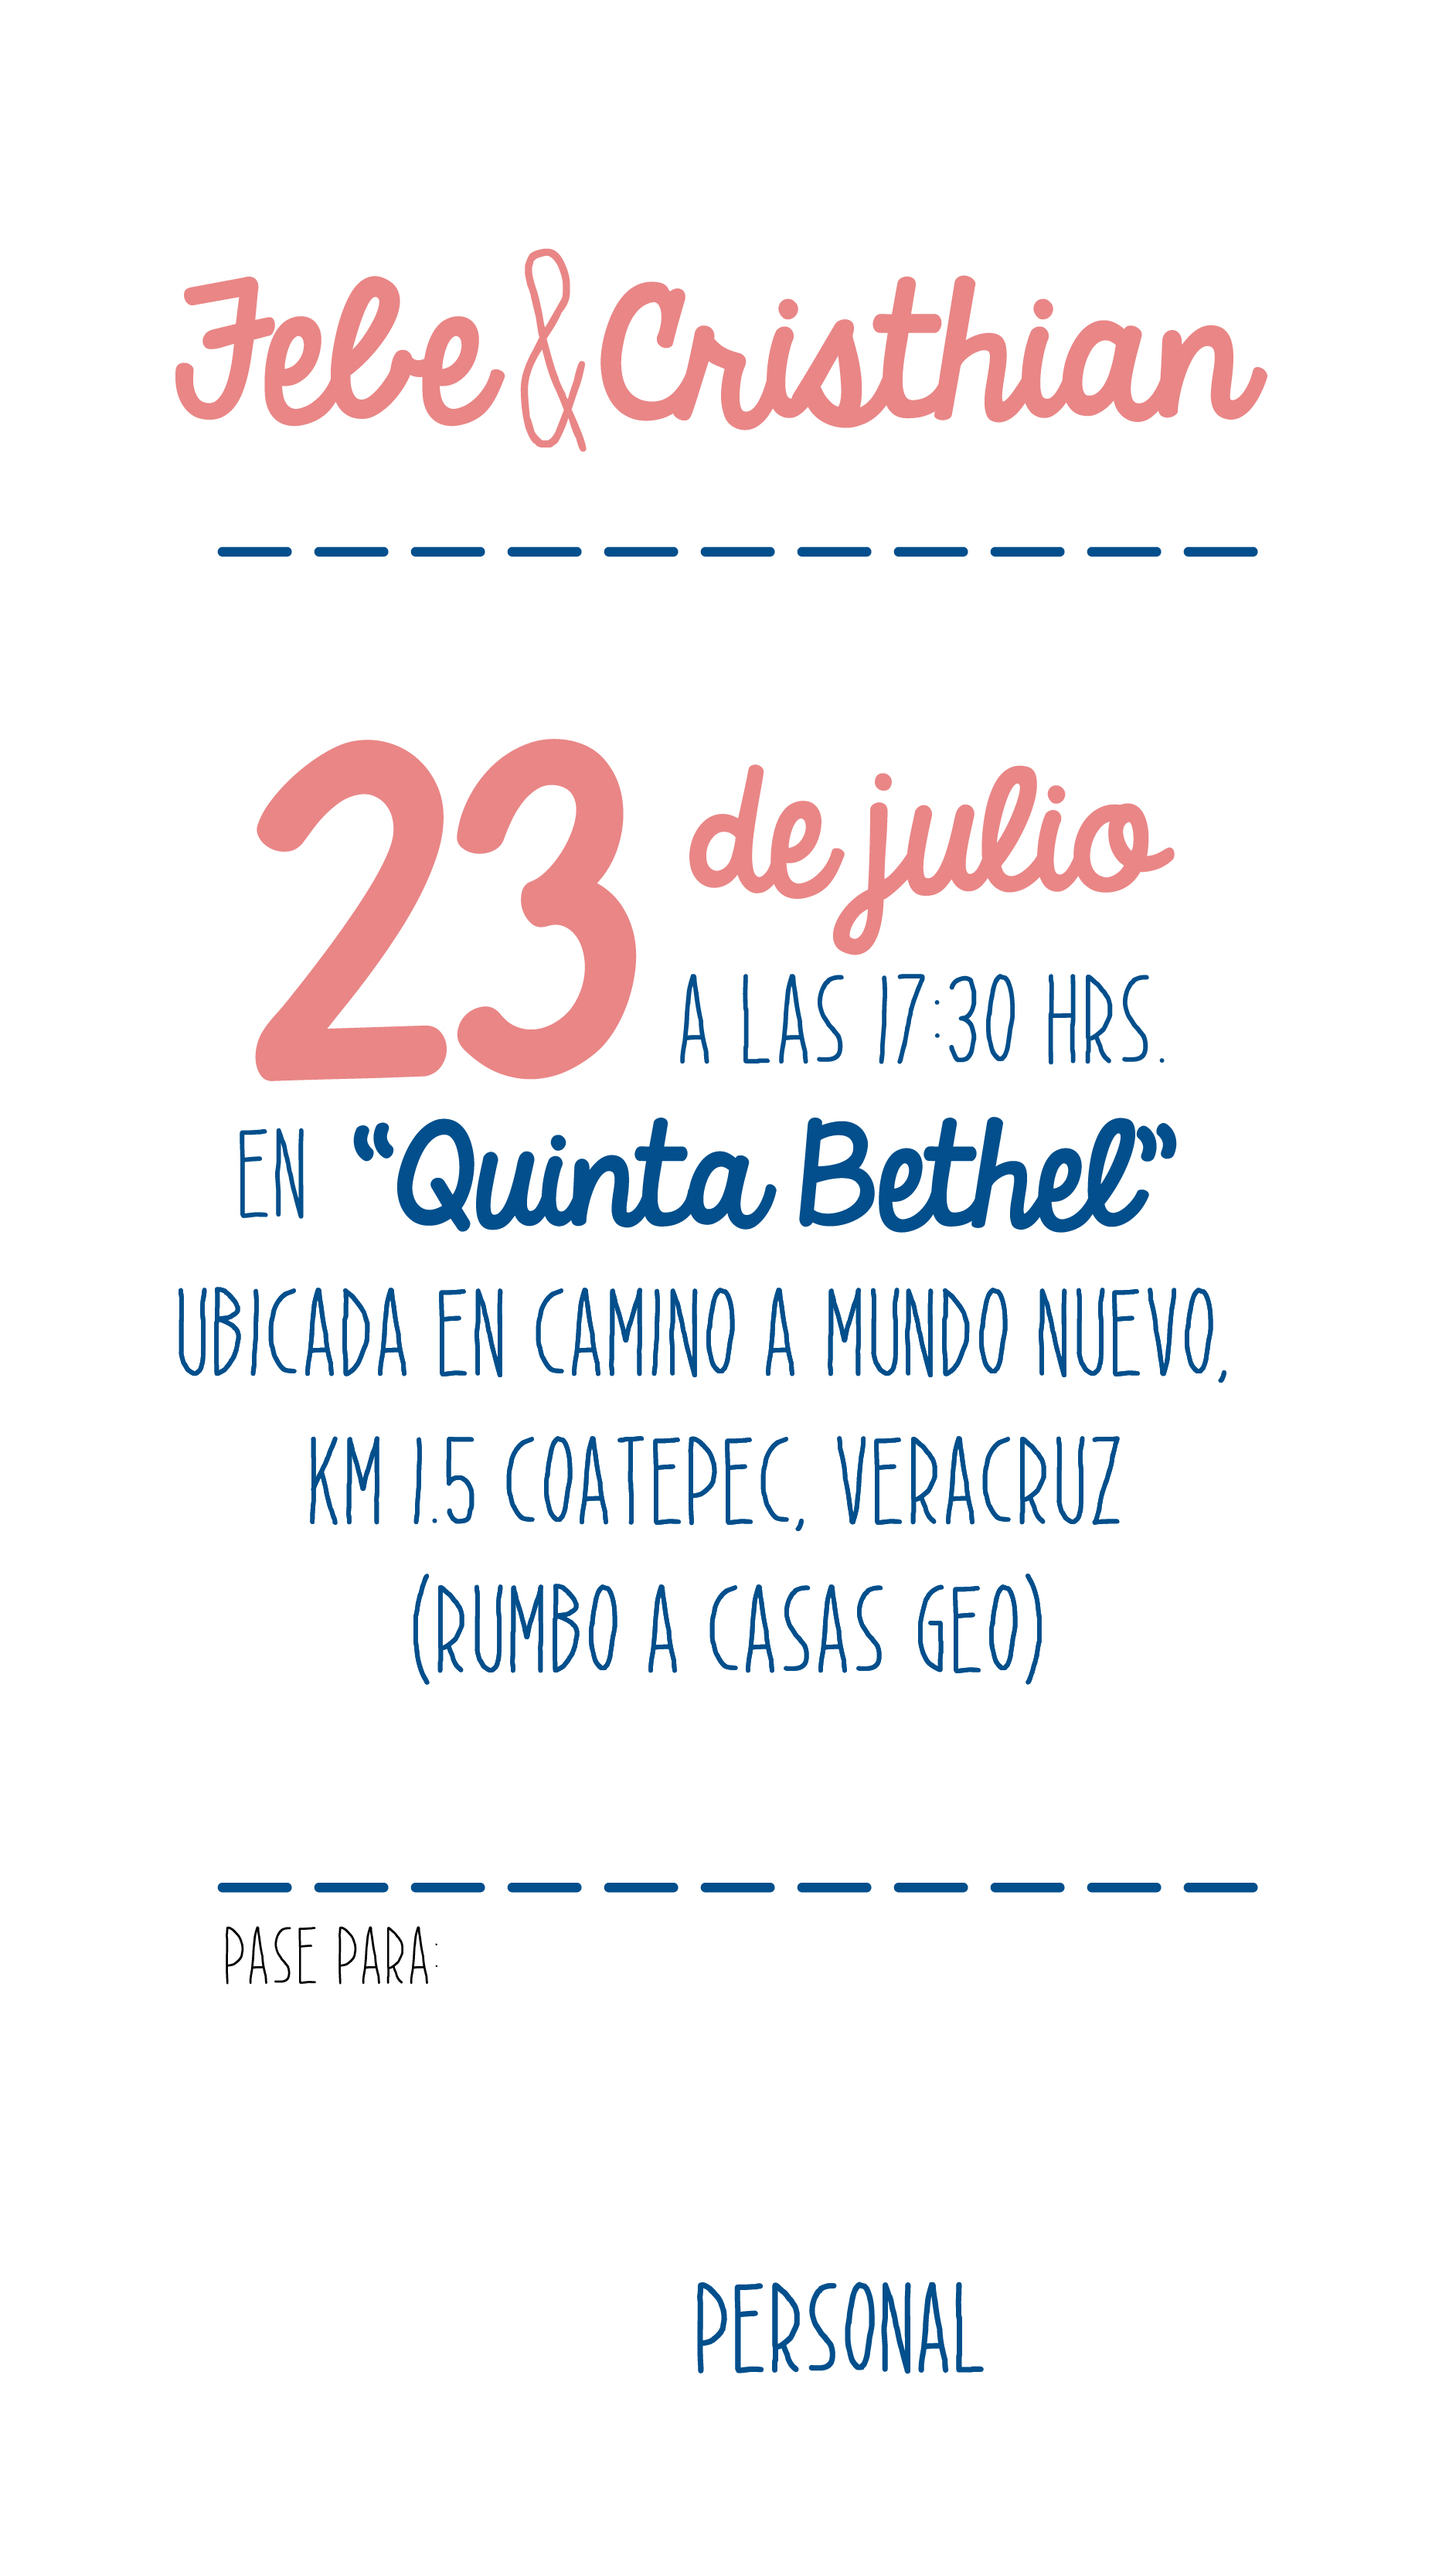 Febe & Cristhian
23 de julio
A LAS 17:30 HRS.
EN "Quinta Bethel"
UBICADA EN CAMINO A MUNDO NUEVO,
KM 1.5 COATEPEC, VERACRUZ
(RUMBO A CASAS GEO)
PASE PARA:
PERSONAL